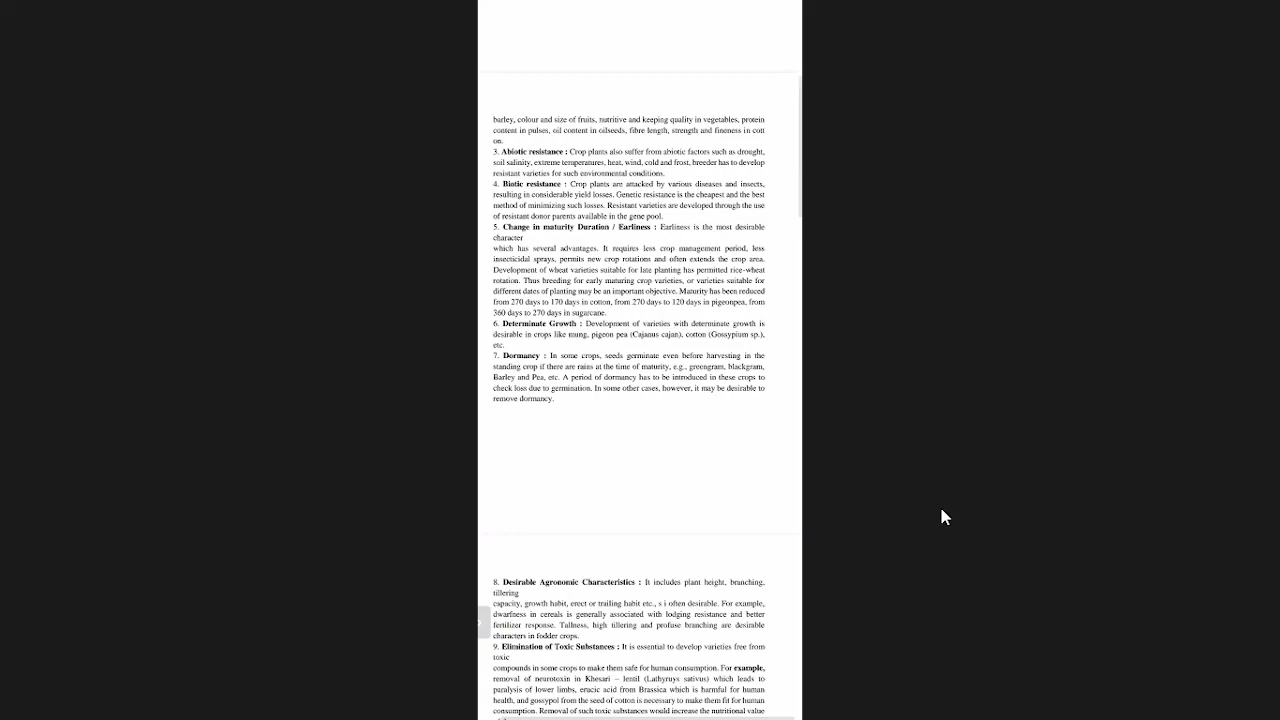 barley, colour and size of fruits, nutritive and keeping quality in vegetables, protein
content in pulses, oil content in oilseeds, fibre length, strength and fineness in cott
on.
3. Abiotic resistance : Crop plants also suffer from abiotic factors such as drought,
soil salinity, extreme temperatures, heat, wind, cold and frost, breeder has to develop
resistant varieties for such environmental conditions.
4. Biotic resistance : Crop plants are attacked by various diseases and insects,
resulting in considerable yield losses. Genetic resistance is the cheapest and the best
method of minimizing such losses. Resistant varieties are developed through the use
of resistant donor parents available in the gene pool.
5. Change in maturity Duration / Earliness : Earliness is the most desirable
character
which has several advantages. It requires less crop management period, less
insecticidal sprays, permits new crop rotations and often extends the crop area.
Development of wheat varieties suitable for late planting has permitted rice-wheat
rotation. Thus breeding for early maturing crop varieties, or varieties suitable for
different dates of planting may be an important objective. Maturity has been reduced
from 270 days to 170 days in cotton, from 270 days to 120 days in pigeonpea, from
360 days to 270 days in sugarcane.
6. Determinate Growth : Development of varieties with determinate growth is
desirable in crops like mung, pigeon pea (Cajanus cajan), cotton (Gossypium sp.),
etc.
7. Dormancy : In some crops, seeds germinate even before harvesting in the
standing crop if there are rains at the time of maturity, e.g., greengram, blackgram,
Barley and Pea, etc. A period of dormancy has to be introduced in these crops to
check loss due to germination. In some other cases, however, it may be desirable to
remove dormancy.
8. Desirable Agronomic Characteristics : It includes plant height, branching,
tillering
capacity, growth habit, erect or trailing habit etc., s i often desirable. For example,
dwarfness in cereals is generally associated with lodging resistance and better
fertilizer response. Tallness, high tillering and profuse branching are desirable
characters in fodder crops.
9. Elimination of Toxic Substances : It is essential to develop varieties free from
toxic
compounds in some crops to make them safe for human consumption. For example,
removal of neurotoxin in Khesari – lentil (Lathyruys sativus) which leads to
paralysis of lower limbs, erucic acid from Brassica which is harmful for human
health, and gossypol from the seed of cotton is necessary to make them fit for human
consumption. Removal of such toxic substances would increase the nutritional value